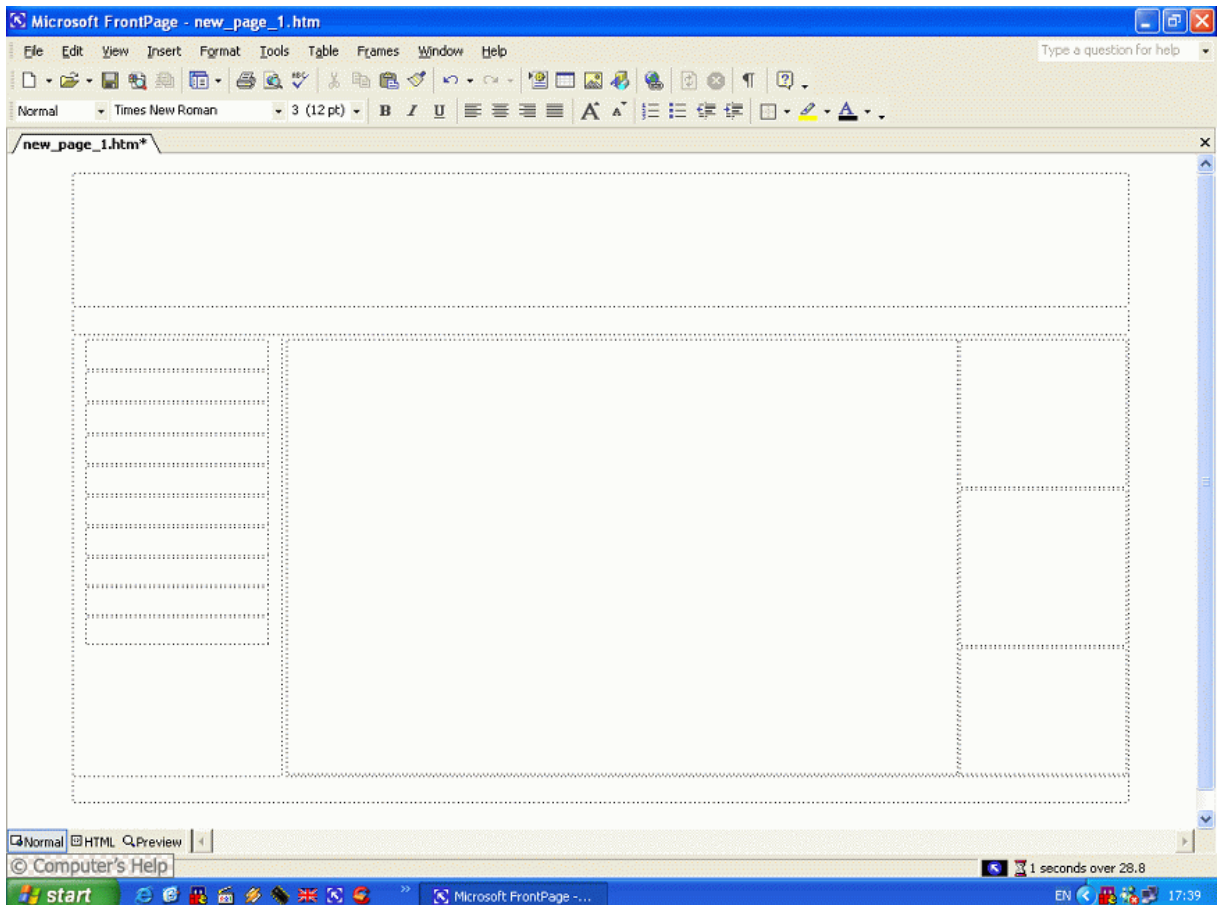 Microsoft FrontPage - new_page_1.htm
File Edit View Insert Format Tools Table Frames Window Help Type a question for help
Normal Times New Roman 3 (12 pt) B I U A A A
new_page_1.htm*
Normal HTML Preview
© Computer's Help 1 seconds over 28.8
start Microsoft FrontPage -... EN 17:39